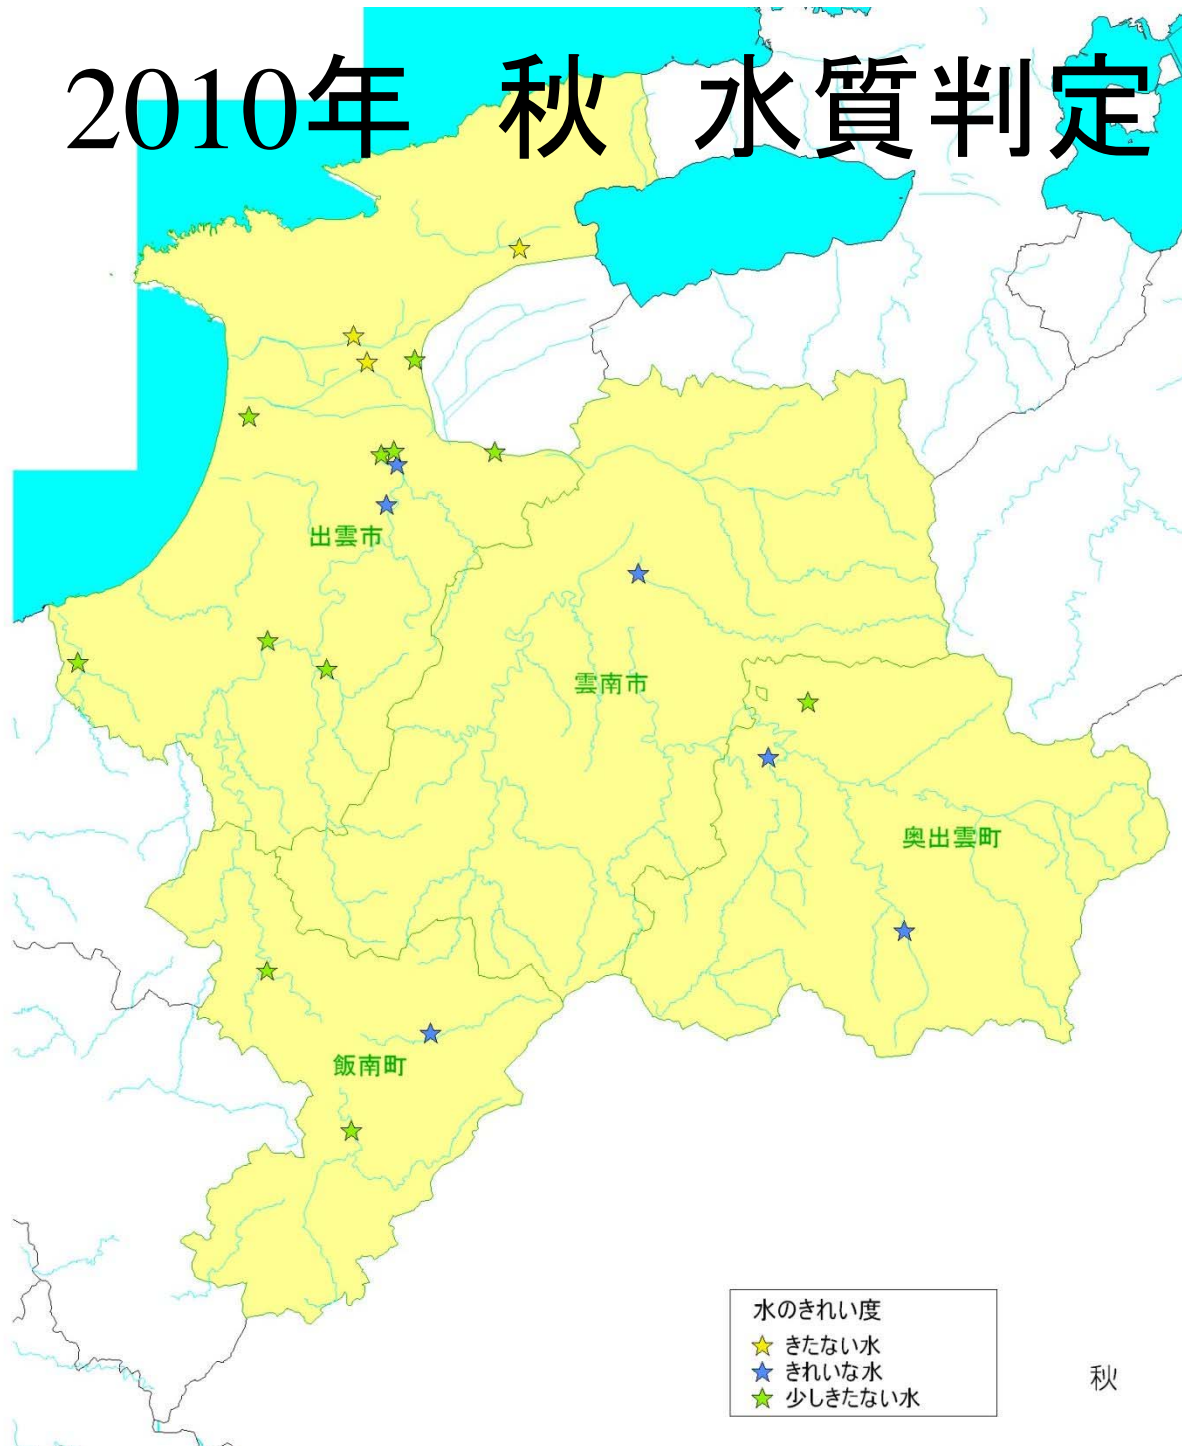 2010年　秋　水質判定
出雲市
雲南市
奥出雲町
飯南町
水のきれい度
きたない水
きれいな水
少しきたない水
秋